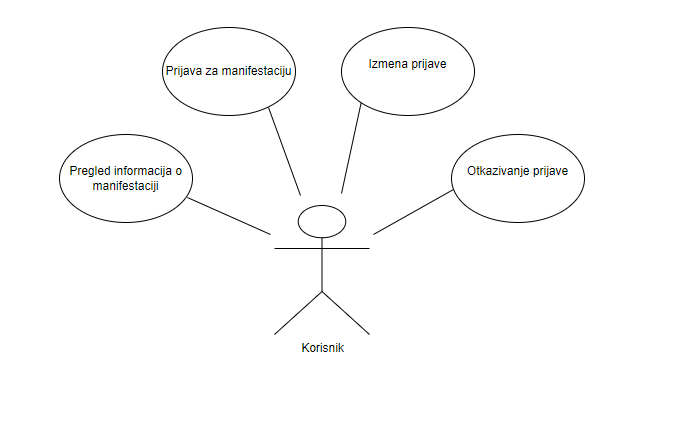 Prijava za manifestaciju
Izmena prijave
Pregled informacija o
manifestaciji
Otkazivanje prijave
Korisnik